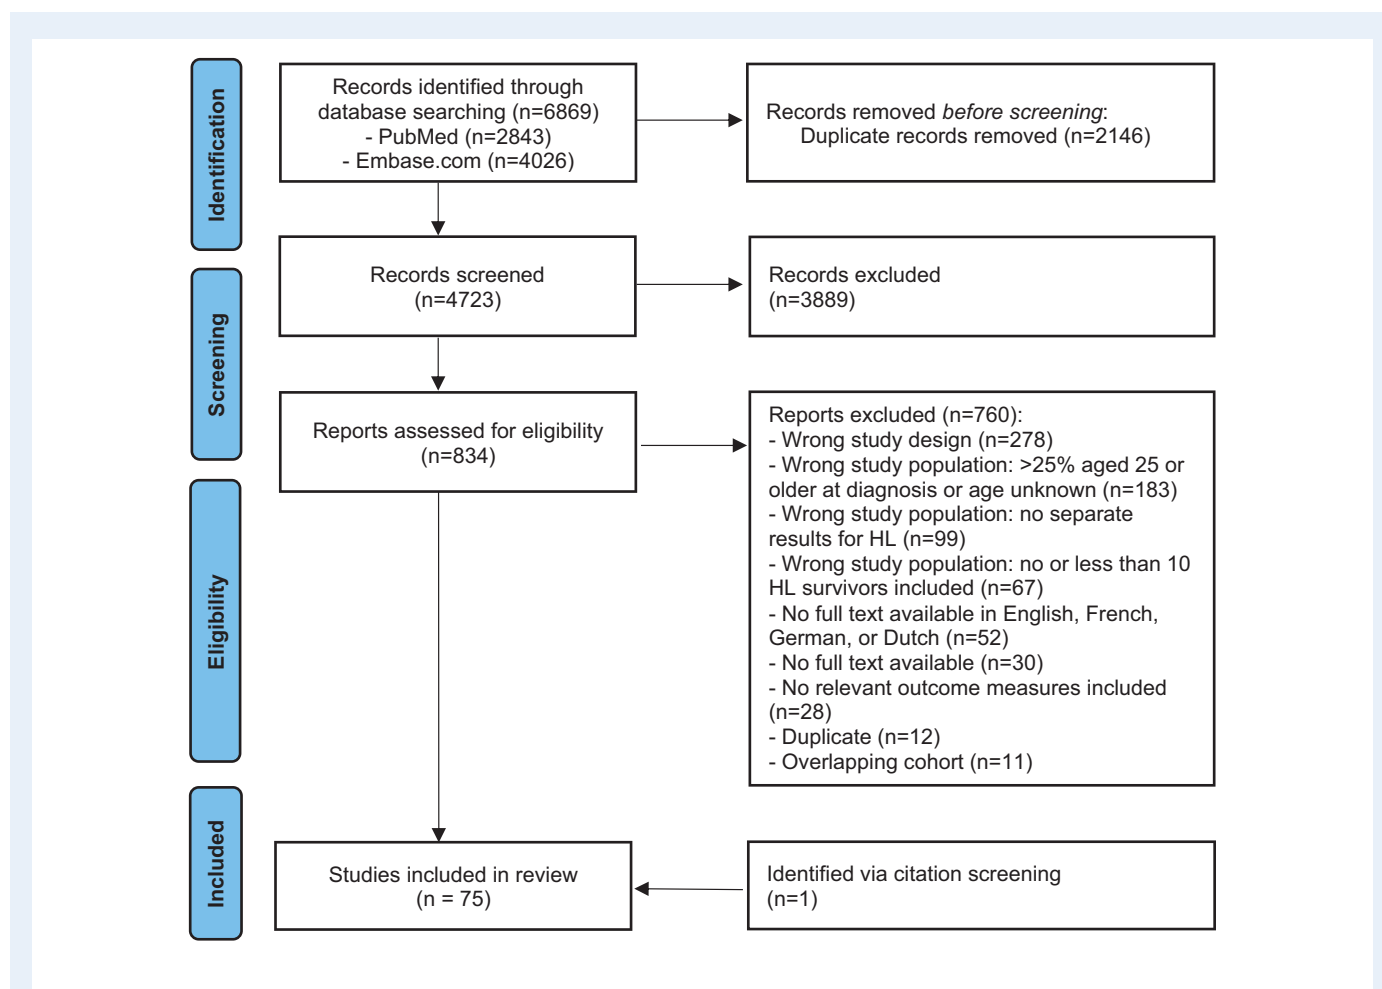 Identification
Records identified through
database searching (n=6869)
- PubMed (n=2843)
- Embase.com (n=4026)
Records removed before screening:
Duplicate records removed (n=2146)
Screening
Records screened
(n=4723)
Records excluded
(n=3889)
Reports assessed for eligibility
(n=834)
Eligibility
Reports excluded (n=760):
- Wrong study design (n=278)
- Wrong study population: >25% aged 25 or
older at diagnosis or age unknown (n=183)
- Wrong study population: no separate
results for HL (n=99)
- Wrong study population: no or less than 10
HL survivors included (n=67)
- No full text available in English, French,
German, or Dutch (n=52)
- No full text available (n=30)
- No relevant outcome measures included
(n=28)
- Duplicate (n=12)
- Overlapping cohort (n=11)
Included
Studies included in review
(n = 75)
Identified via citation screening
(n=1)